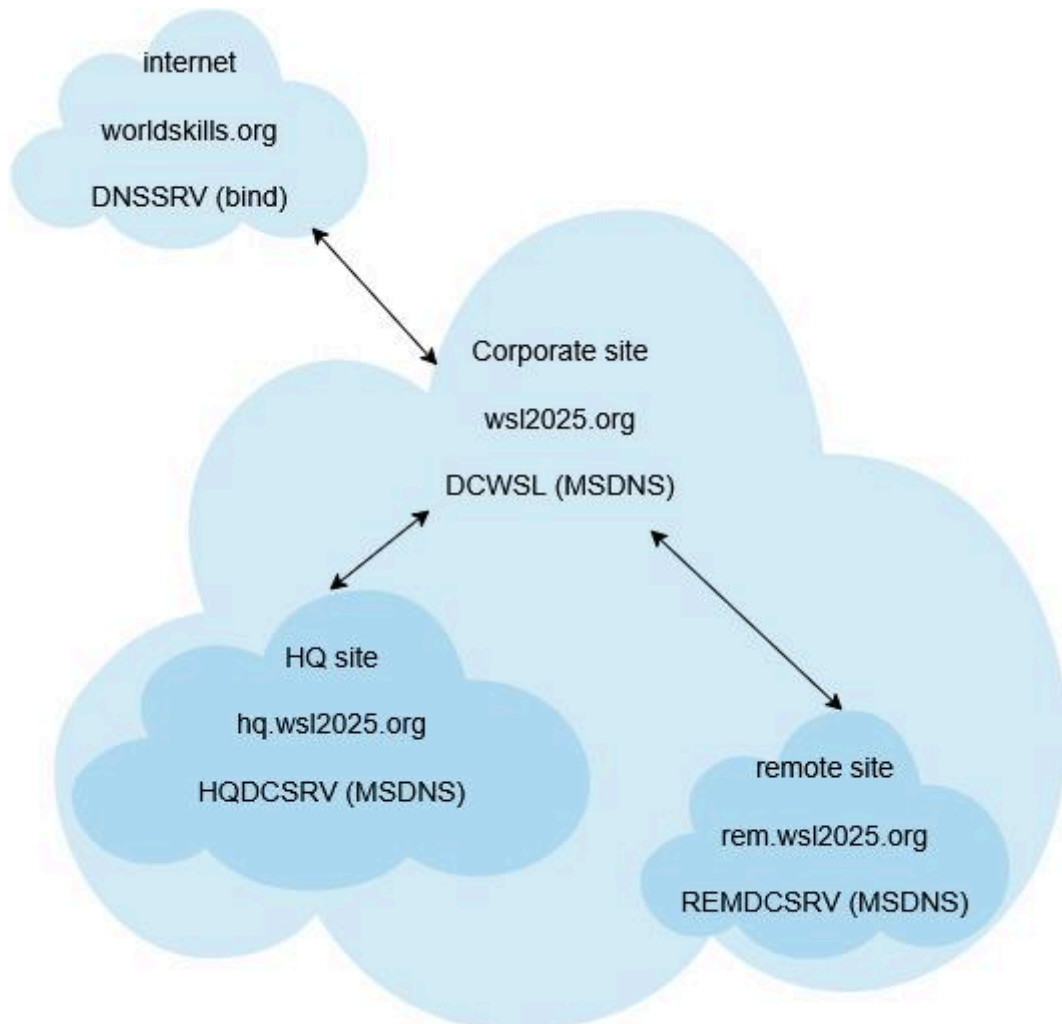 internet
worldskills.org
DNSSRV (bind)
Corporate site
wsl2025.org
DCWSL (MSDNS)
HQ site
hq.wsl2025.org
HQDCSRV (MSDNS)
remote site
rem.wsl2025.org
REMDCSRV (MSDNS)